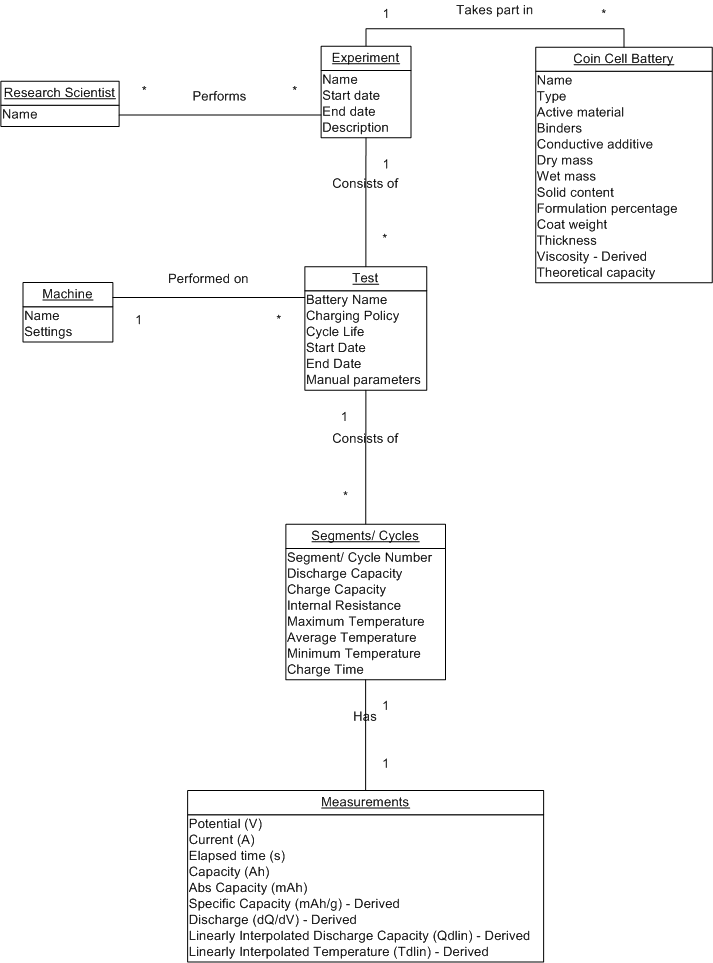 1 Takes part in *
Experiment
Name
Start date
End date
Description
Coin Cell Battery
Name
Type
Active material
Binders
Conductive additive
Dry mass
Wet mass
Solid content
Formulation percentage
Coat weight
Thickness
Viscosity - Derived
Theoretical capacity
Research Scientist
Name
* Performs *
1
Consists of
*
Machine
Name
Settings
Performed on
1 *
Test
Battery Name
Charging Policy
Cycle Life
Start Date
End Date
Manual parameters
1
Consists of
*
Segments/ Cycles
Segment/ Cycle Number
Discharge Capacity
Charge Capacity
Internal Resistance
Maximum Temperature
Average Temperature
Minimum Temperature
Charge Time
1
Has
1
Measurements
Potential (V)
Current (A)
Elapsed time (s)
Capacity (Ah)
Abs Capacity (mAh)
Specific Capacity (mAh/g) - Derived
Discharge (dQ/dV) - Derived
Linearly Interpolated Discharge Capacity (Qdlin) - Derived
Linearly Interpolated Temperature (Tdlin) - Derived